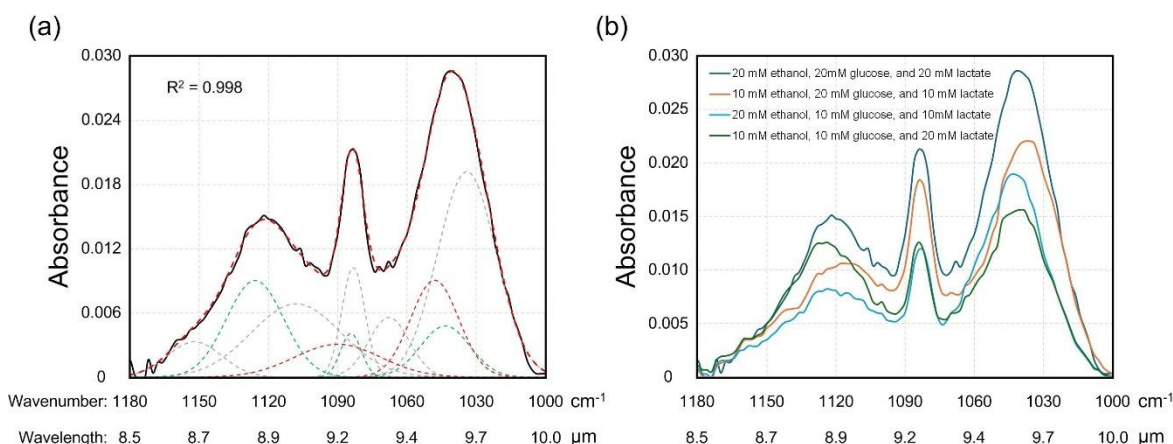 (a)
Absorbance
0.030
0.024
0.018
0.012
0.006
0
R² = 0.998
(b)
Absorbance
0.030
0.025
0.020
0.015
0.010
0.005
0
20 mM ethanol, 20mM glucose, and 20 mM lactate
10 mM ethanol, 20 mM glucose, and 10 mM lactate
20 mM ethanol, 10 mM glucose, and 10mM lactate
10 mM ethanol, 10 mM glucose, and 20 mM lactate
Wavenumber: 1180 1150 1120 1090 1060 1030 1000 cm⁻¹ 1180 1150 1120 1090 1060 1030 1000
Wavelength: 8.5 8.7 8.9 9.2 9.4 9.7 10.0 µm 8.5 8.7 8.9 9.2 9.4 9.7 10.0